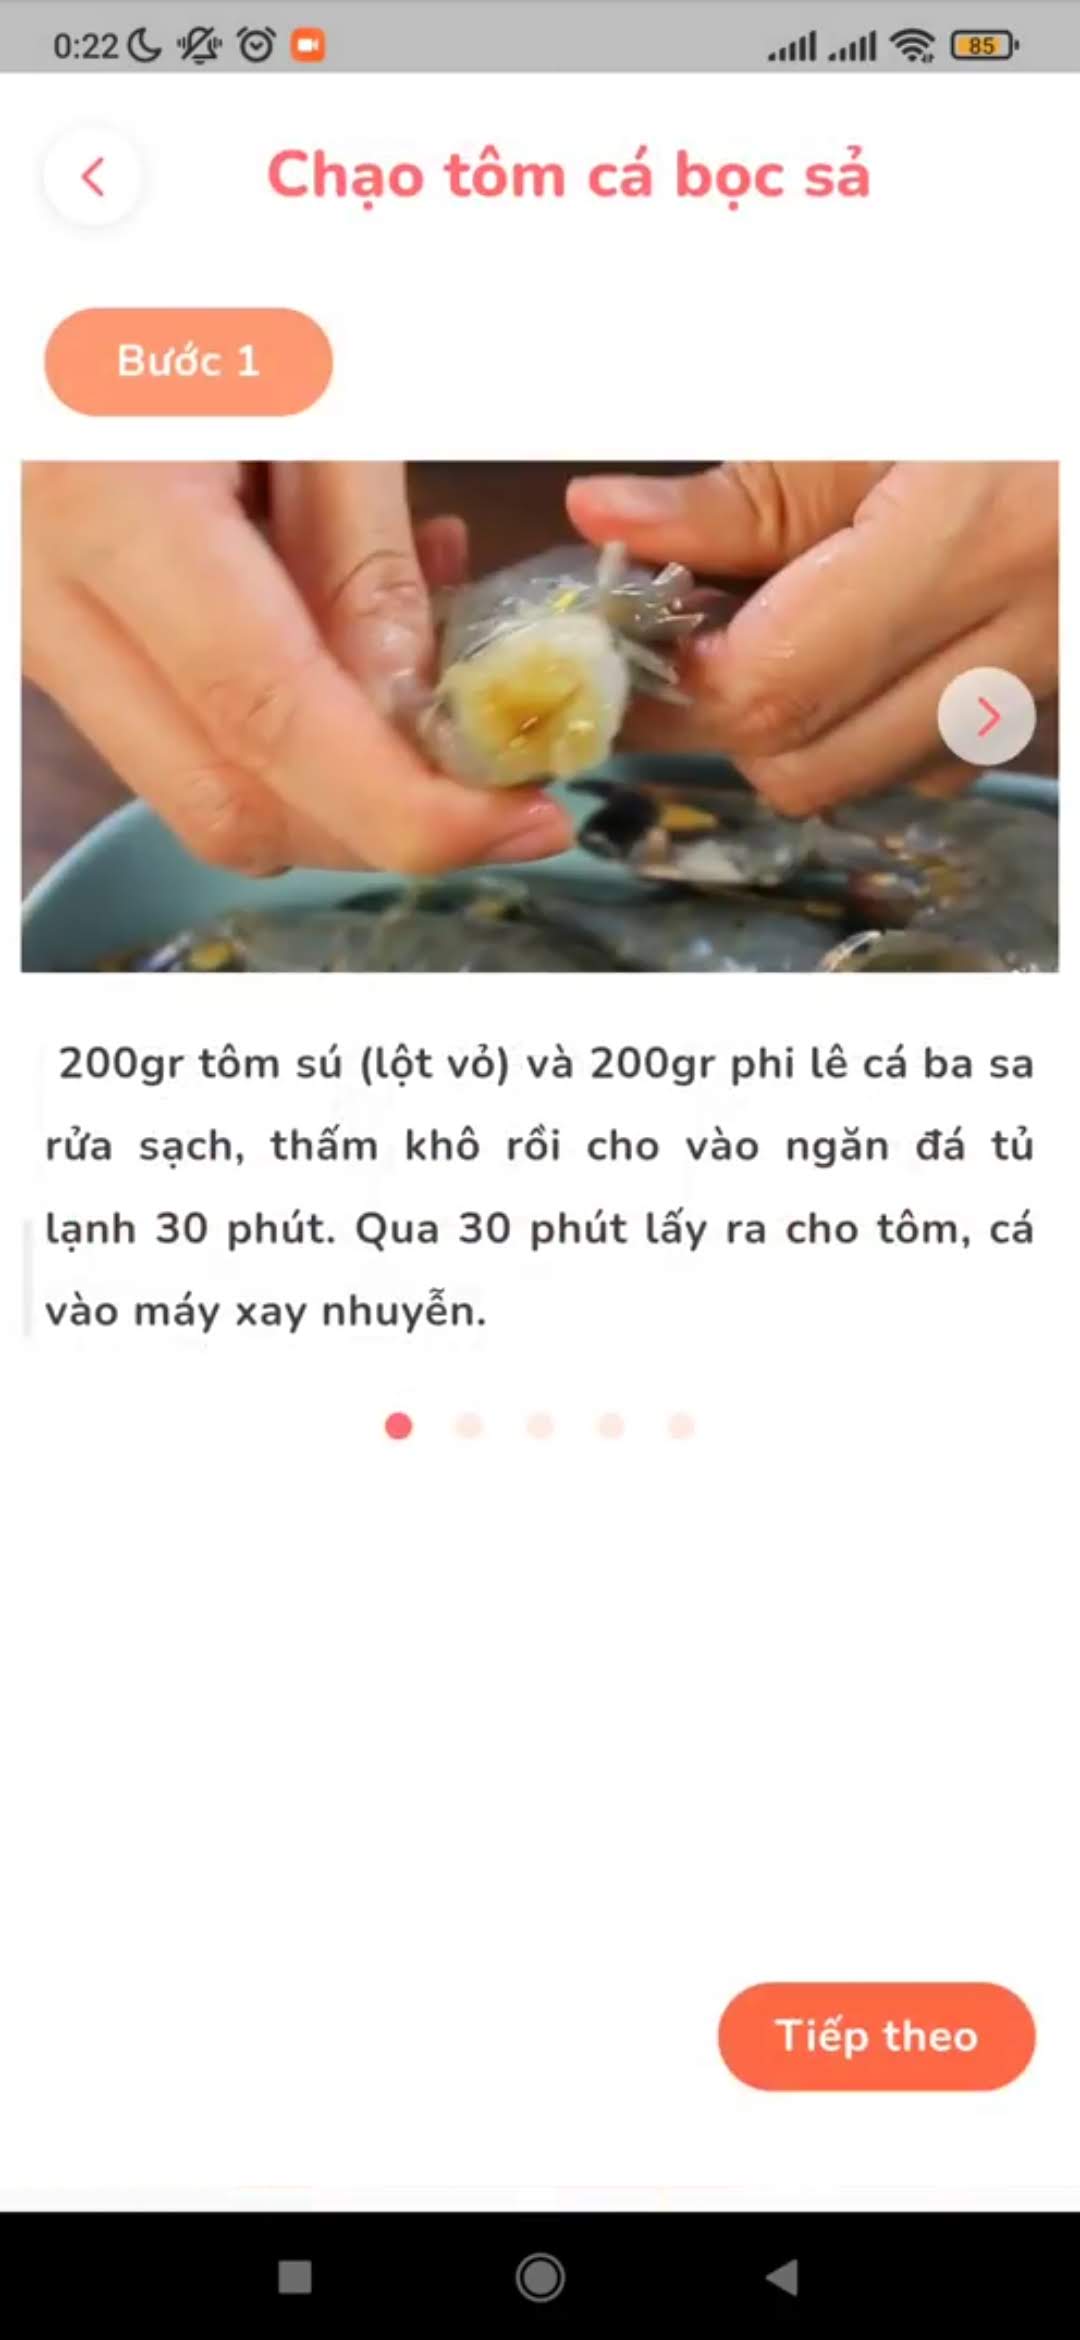 0:22
85
Chạo tôm cá bọc sả
Bước 1
200gr tôm sú (lột vỏ) và 200gr phi lê cá ba sa
rửa sạch, thấm khô rồi cho vào ngăn đá tủ
lạnh 30 phút. Qua 30 phút lấy ra cho tôm, cá
vào máy xay nhuyễn.
Tiếp theo